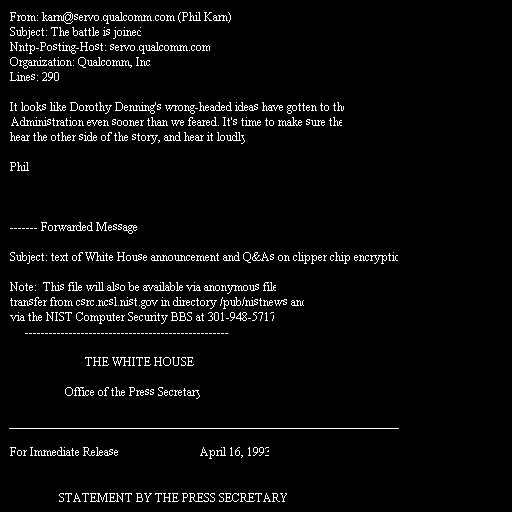 From: karn@servo.qualcomm.com (Phil Karn)
Subject: The battle is joined
Nntp-Posting-Host: servo.qualcomm.com
Organization: Qualcomm, Inc
Lines: 290
It looks like Dorothy Denning's wrong-headed ideas have gotten to the
Administration even sooner than we feared. It's time to make sure the
hear the other side of the story, and hear it loudly
Phil
------- Forwarded Message
Subject: text of White House announcement and Q&As on clipper chip encryptio
Note: This file will also be available via anonymous file
transfer from csrc.ncsl.nist.gov in directory /pub/nistnews and
via the NIST Computer Security BBS at 301-948-5717
---------------------------------------------------
THE WHITE HOUSE
Office of the Press Secretary
_________________________________________________________________
For Immediate Release April 16, 1993
STATEMENT BY THE PRESS SECRETARY